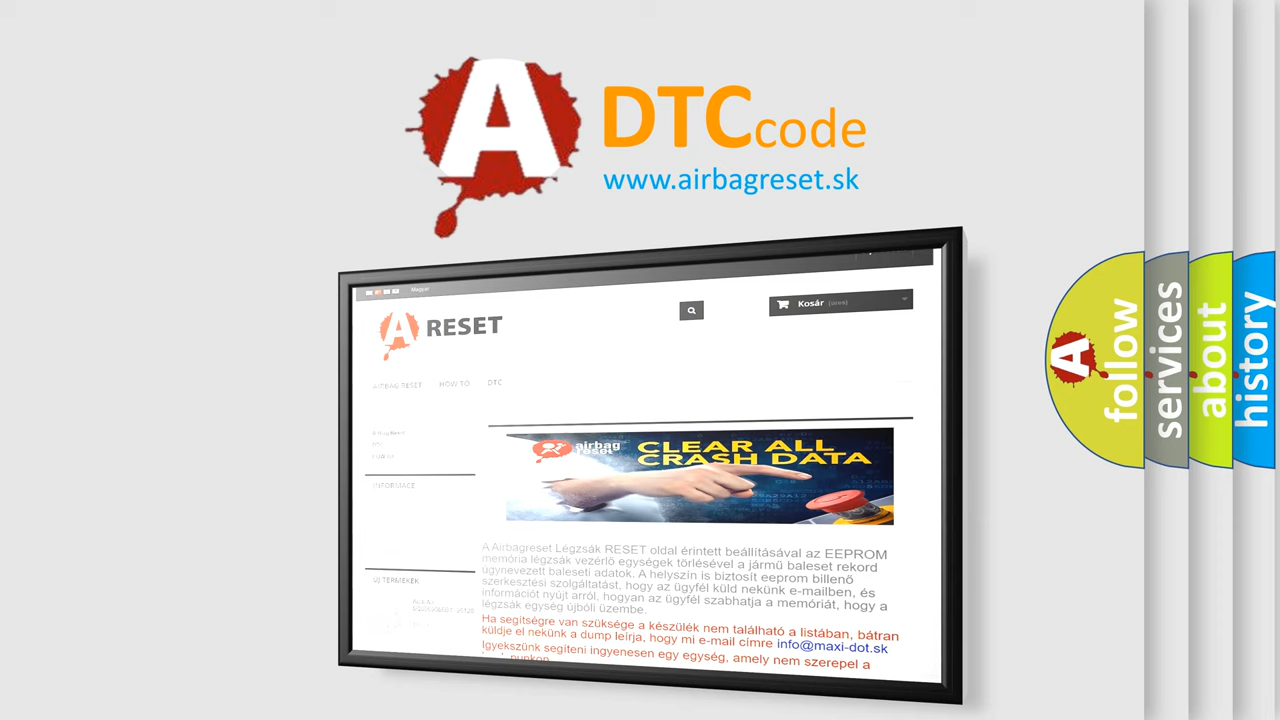 A
DTC code
www.airbagreset.sk
Magyar
A RESET
Kosár (üres)
AIRBAG RESET HOW TO DTC
DTC
INFORMACE
airbag
reset
CLEAR ALL
CRASH DATA
A Airbagreset Légzsák RESET oldal érintett beállításával az EEPROM
memória légzsák vezérlő egységek törlésével a jármű baleset rekord
úgynevezett baleseti adatok. A helyszín is biztosít eeprom billenő
szerkesztési szolgáltatást, hogy az ügyfél küld nekünk e-mailben, és
információt nyújt arról, hogyan az ügyfél szabhatja a memóriát, hogy a
légzsák egység újbóli üzembe.
Ha segítségre van szüksége a készülék nem található a listában, bátran
küldje el nekünk a dump leírja, hogy mi e-mail címre info@maxi-dot.sk
Igyekszünk segíteni ingyenesen egy egység, amely nem szerepel a
ÚJ TERMÉKEK
A
follow
services
about
history